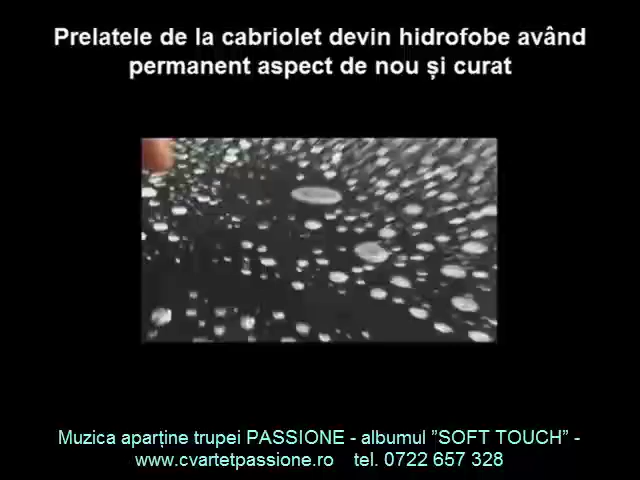 Prelatele de la cabriolet devin hidrofobe având
permanent aspect de nou și curat
Muzica aparține trupei PASSIONE - albumul ”SOFT TOUCH” -
www.cvartetpassione.ro tel. 0722 657 328